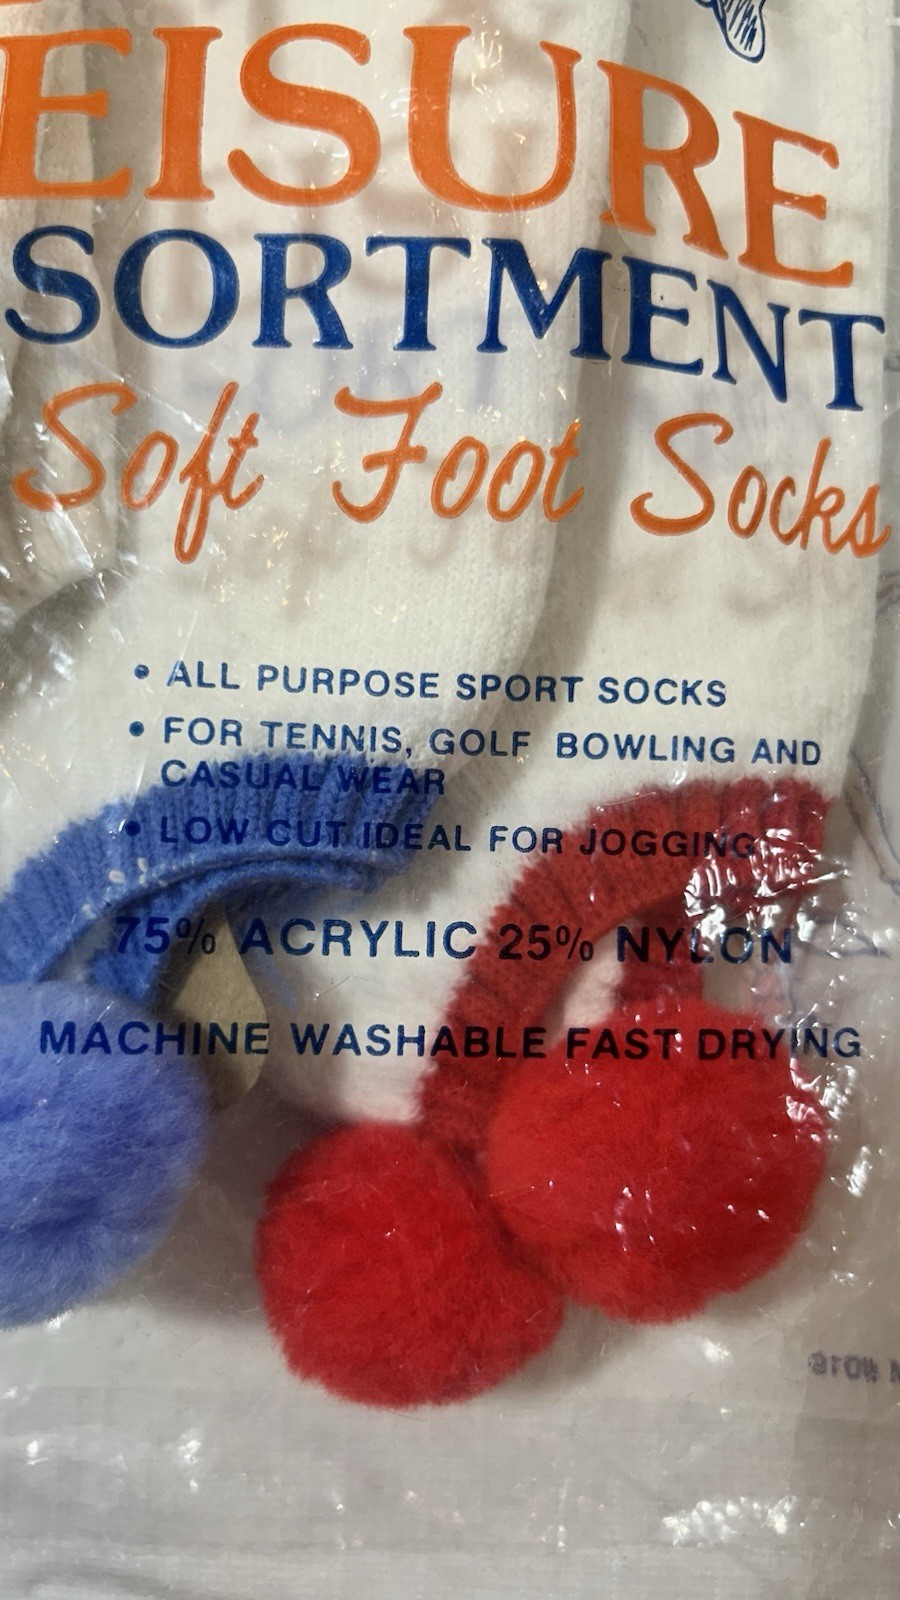 EISURE
SORTMENT
Soft Foot Socks
• ALL PURPOSE SPORT SOCKS
• FOR TENNIS, GOLF BOWLING AND
CASUAL WEAR
• LOW CUT IDEAL FOR JOGGING
75% ACRYLIC 25% NYLON
MACHINE WASHABLE FAST DRYING